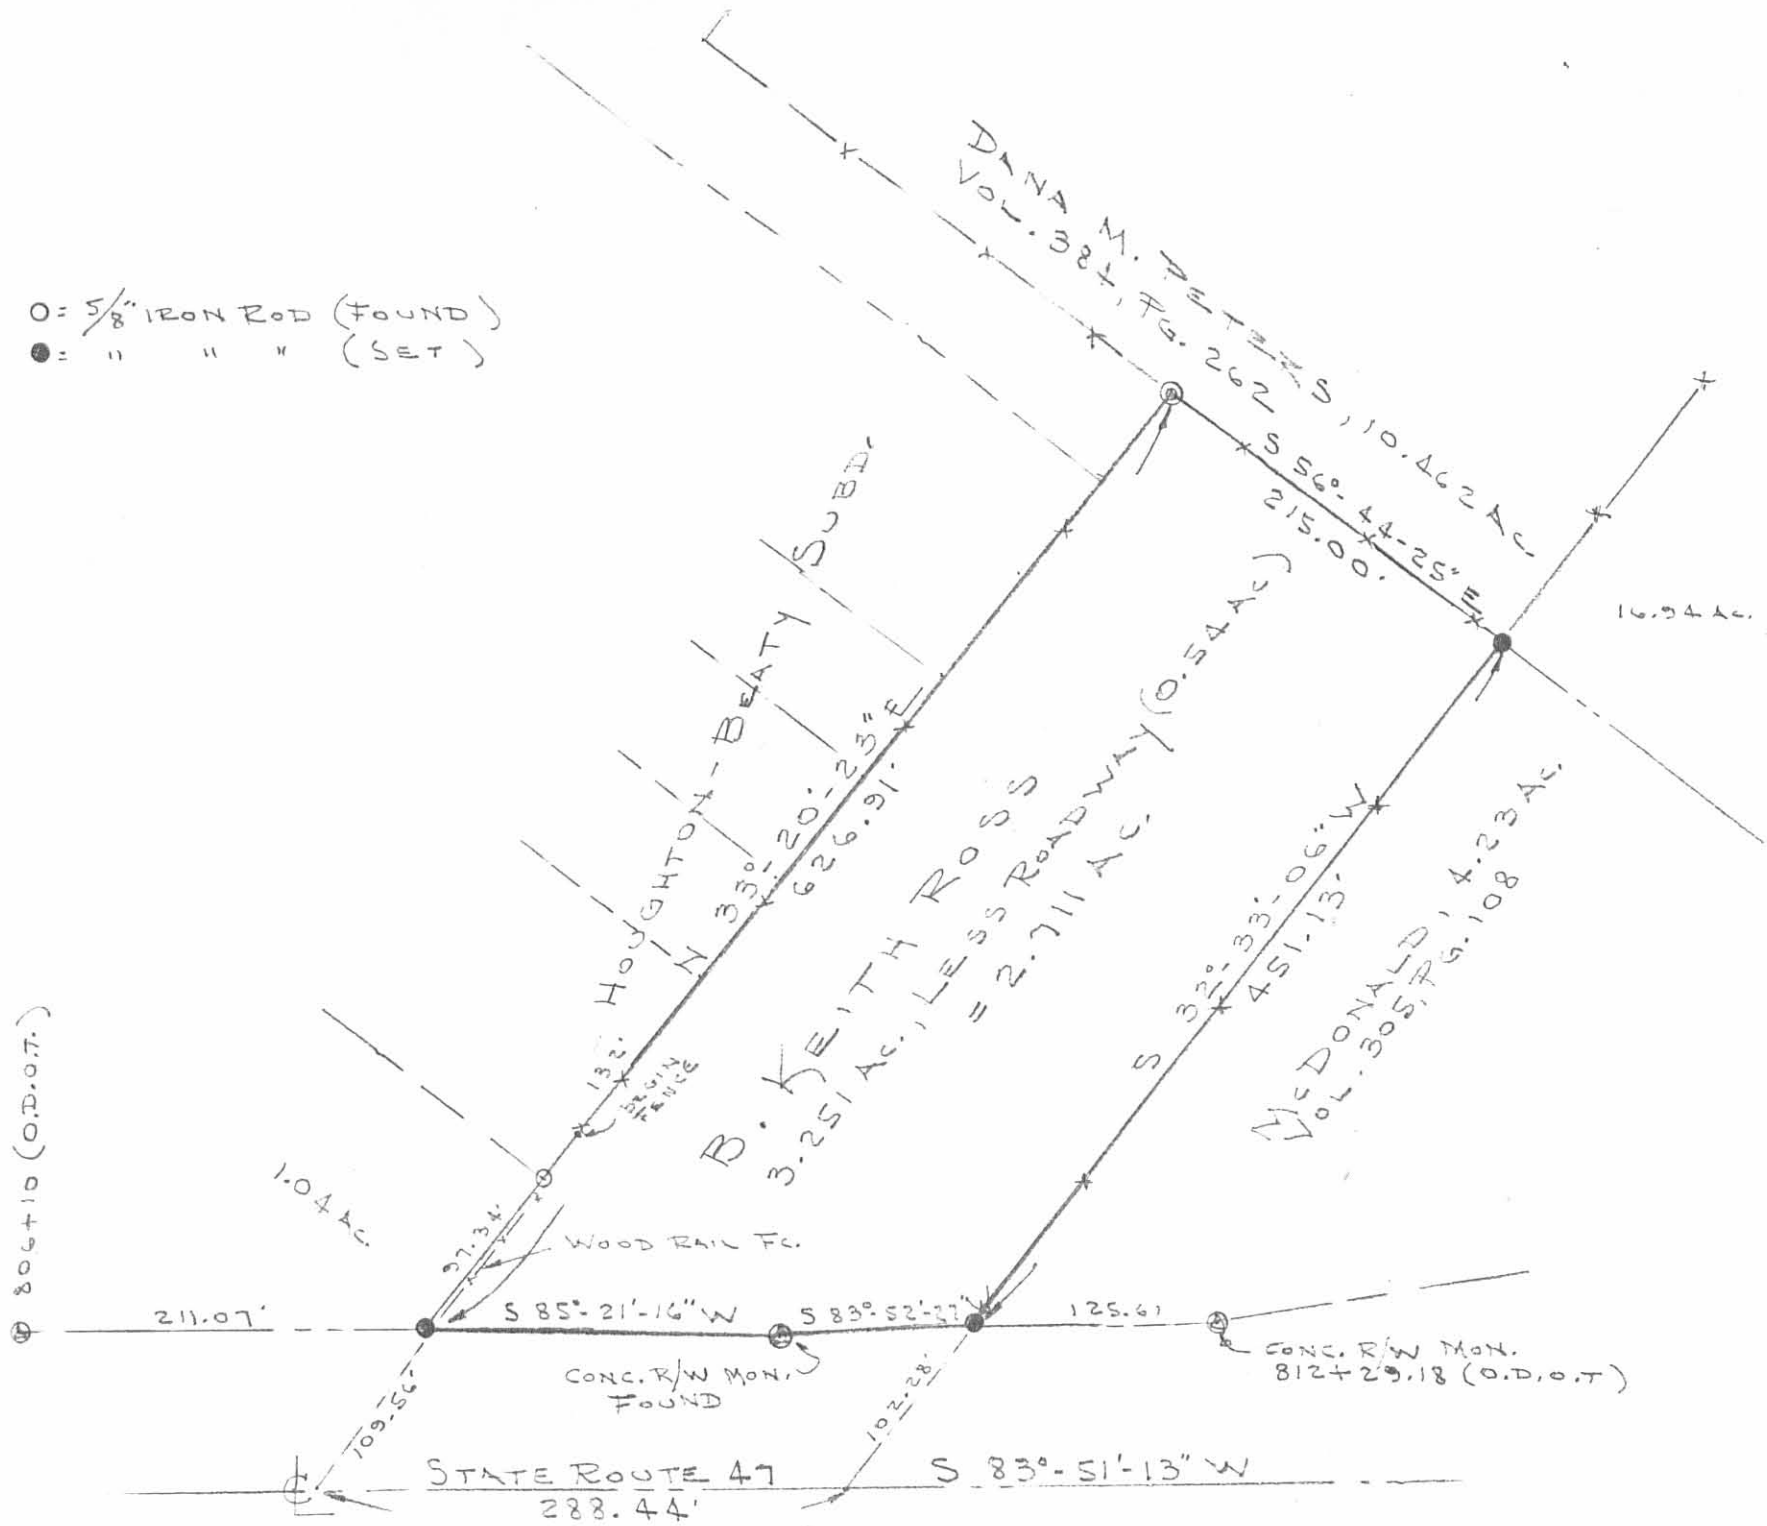 O = 5/8" IRON ROD (FOUND)
● = " " " (SET)
DANA M. PETERS, 10.462 AC.
VOL. 384, PG. 262
S 56°-44'-25" E
215.00'
16.94 AC.
HOUGHTON-BEATY SUBD.
N 33°-20'-23" E
626.91'
B. KEITH ROSS
3.251 AC., LESS ROADWAY (0.54 AC)
= 2.711 AC.
S 32°-33'-06" W
451.13'
McDONALD, 4.23 AC.
VOL. 305, PG. 108
132'
BEGIN
FENCE
806+10 (O.D.O.T.)
1.04 AC.
97.34'
WOOD RAIL FC.
211.07'
S 85°-21'-16" W
S 83°-52'-27"
W
125.61
CONC. R/W MON.
FOUND
CONC. R/W MON.
812+29.18 (O.D.O.T)
109.56'
102.28'
STATE ROUTE 47
S 83°-51'-13" W
288.44'